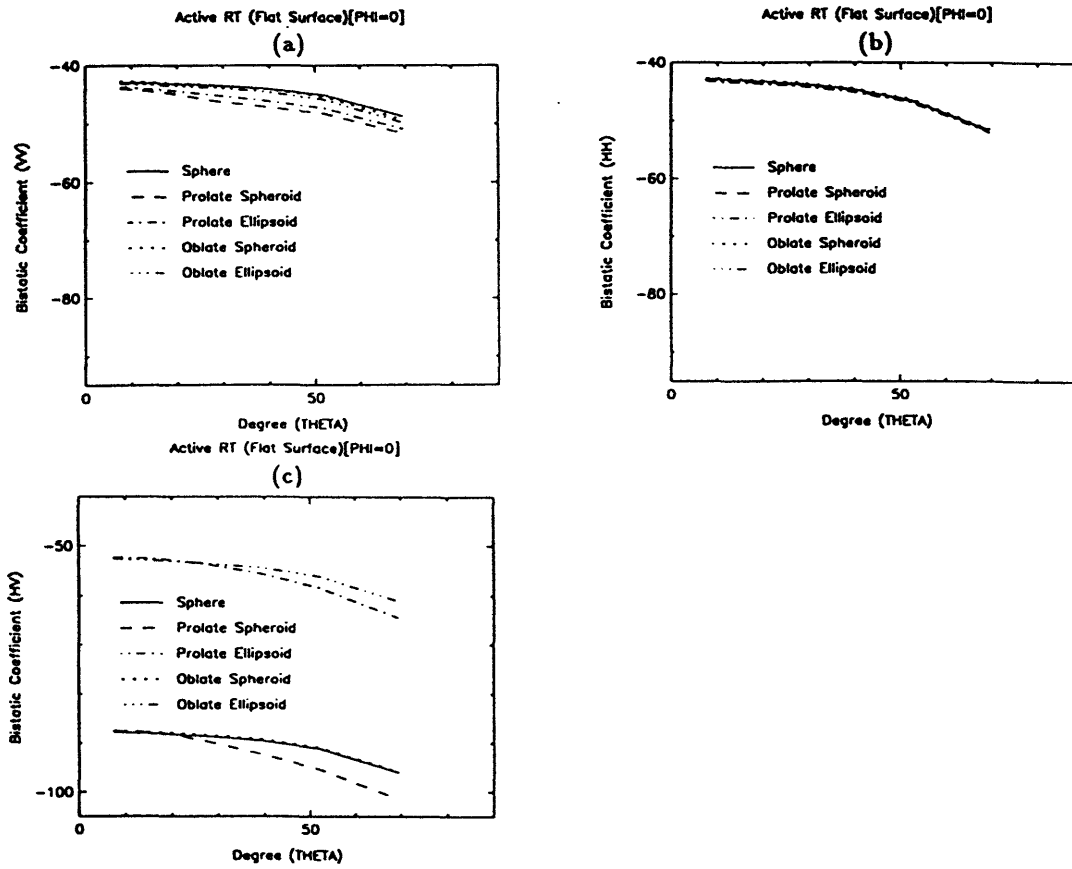 Active RT (Flat Surface)[PHI=0]
(a)
-40
-60
-80
Bistatic Coefficient (VV)
Sphere
Prolate Spheroid
Prolate Ellipsoid
Oblate Spheroid
Oblate Ellipsoid
0
50
Degree (THETA)
Active RT (Flat Surface)[PHI=0]
(b)
-40
-60
-80
Bistatic Coefficient (HH)
Sphere
Prolate Spheroid
Prolate Ellipsoid
Oblate Spheroid
Oblate Ellipsoid
0
50
Degree (THETA)
Active RT (Flat Surface)[PHI=0]
(c)
-50
-100
Bistatic Coefficient (HV)
Sphere
Prolate Spheroid
Prolate Ellipsoid
Oblate Spheroid
Oblate Ellipsoid
0
50
Degree (THETA)